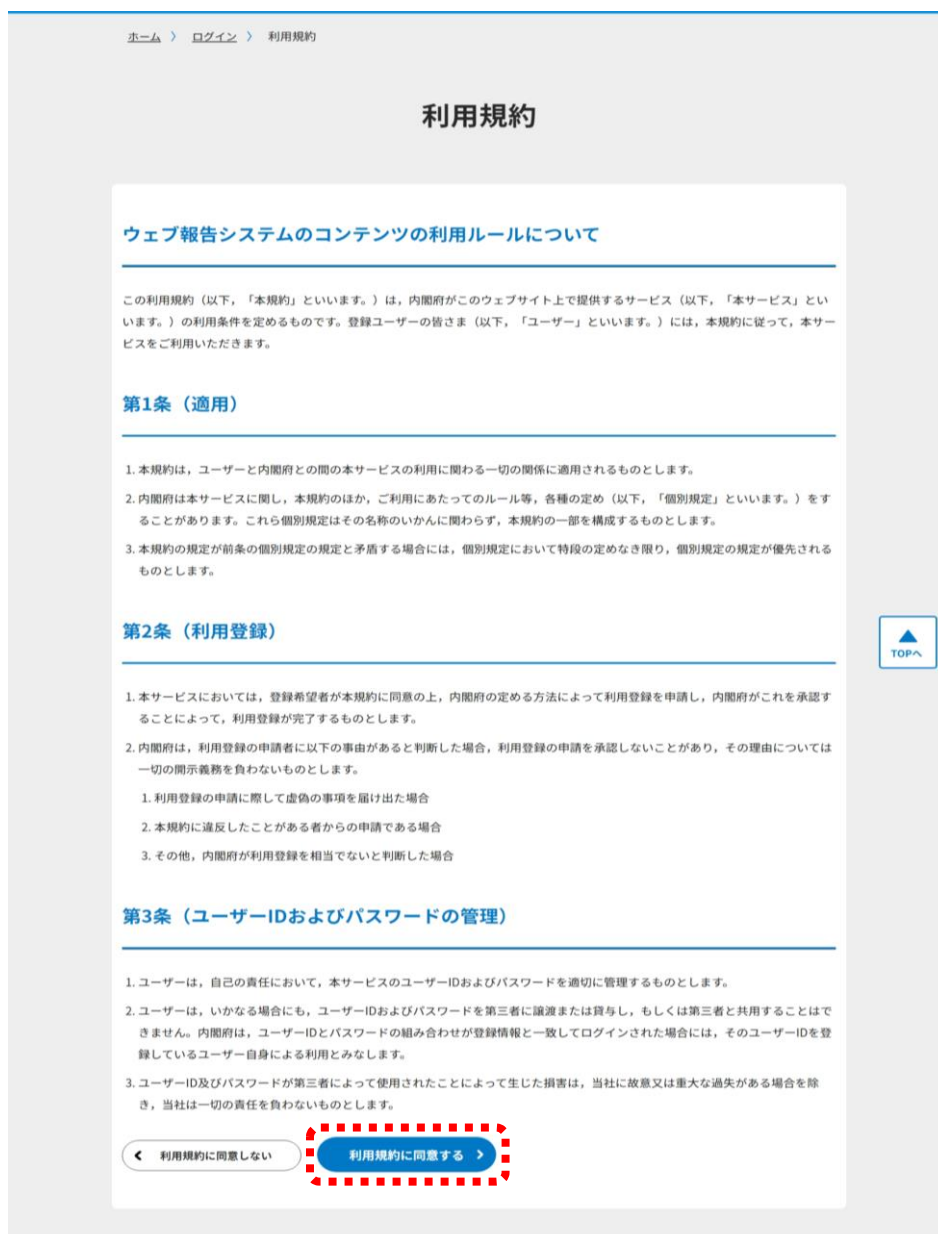 ホーム 〉 ログイン 〉 利用規約
利用規約
ウェブ報告システムのコンテンツの利用ルールについて
この利用規約（以下，「本規約」といいます。）は，内閣府がこのウェブサイト上で提供するサービス（以下，「本サービス」とい
います。）の利用条件を定めるものです。登録ユーザーの皆さま（以下，「ユーザー」といいます。）には，本規約に従って，本サー
ビスをご利用いただきます。
第1条（適用）
1. 本規約は，ユーザーと内閣府との間の本サービスの利用に関わる一切の関係に適用されるものとします。
2. 内閣府は本サービスに関し，本規約のほか，ご利用にあたってのルール等，各種の定め（以下，「個別規定」といいます。）をす
ることがあります。これら個別規定はその名称のいかんに関わらず，本規約の一部を構成するものとします。
3. 本規約の規定が前条の個別規定の規定と矛盾する場合には，個別規定において特段の定めなき限り，個別規定の規定が優先される
ものとします。
第2条（利用登録）
TOPへ
1. 本サービスにおいては，登録希望者が本規約に同意の上，内閣府の定める方法によって利用登録を申請し，内閣府がこれを承認す
ることによって，利用登録が完了するものとします。
2. 内閣府は，利用登録の申請者に以下の事由があると判断した場合，利用登録の申請を承認しないことがあり，その理由については
一切の開示義務を負わないものとします。
1. 利用登録の申請に際して虚偽の事項を届け出た場合
2. 本規約に違反したことがある者からの申請である場合
3. その他，内閣府が利用登録を相当でないと判断した場合
第3条（ユーザーIDおよびパスワードの管理）
1. ユーザーは，自己の責任において，本サービスのユーザーIDおよびパスワードを適切に管理するものとします。
2. ユーザーは，いかなる場合にも，ユーザーIDおよびパスワードを第三者に譲渡または貸与し，もしくは第三者と共用することはで
きません。内閣府は，ユーザーIDとパスワードの組み合わせが登録情報と一致してログインされた場合には，そのユーザーIDを登
録しているユーザー自身による利用とみなします。
3. ユーザーID及びパスワードが第三者によって使用されたことによって生じた損害は，当社に故意又は重大な過失がある場合を除
き，当社は一切の責任を負わないものとします。
利用規約に同意しない
利用規約に同意する